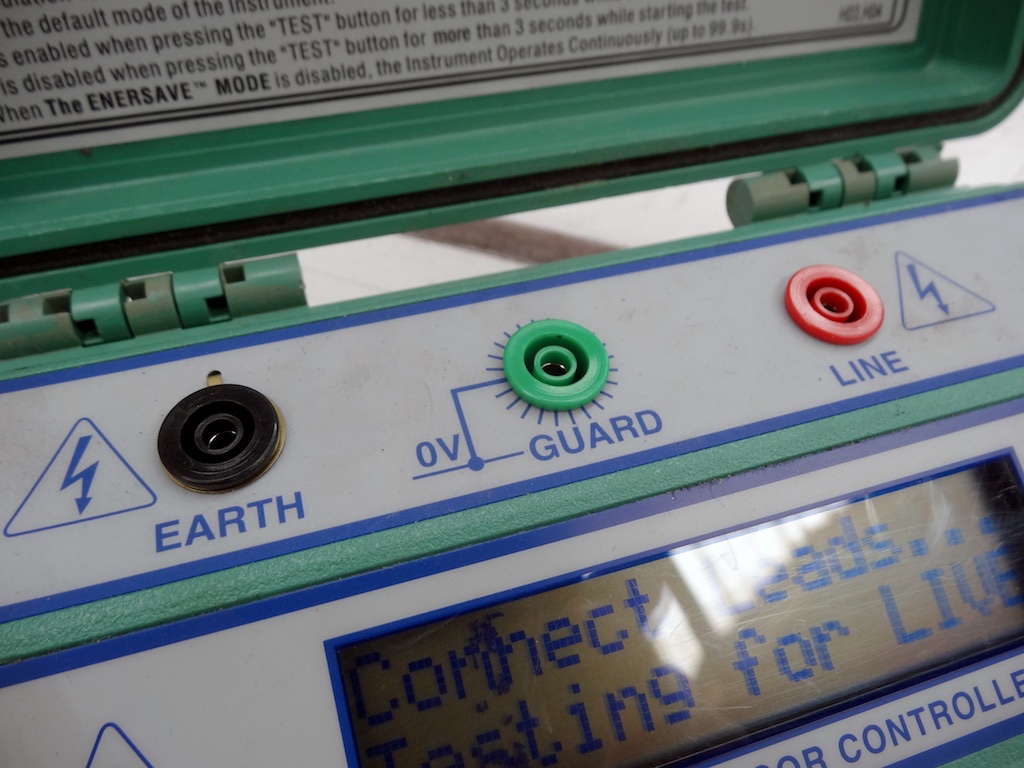 the default mode of the Instrument.
s enabled when pressing the "TEST" button for less than 3 seconds
is disabled when pressing the "TEST" button for more than 3 seconds while starting the test.
When The ENERSAVE™ MODE is disabled, the Instrument Operates Continuously (up to 99.9s)
EARTH
0V
GUARD
LINE
Connect Leads...
Testing for LIVE
OR CONTROLLE